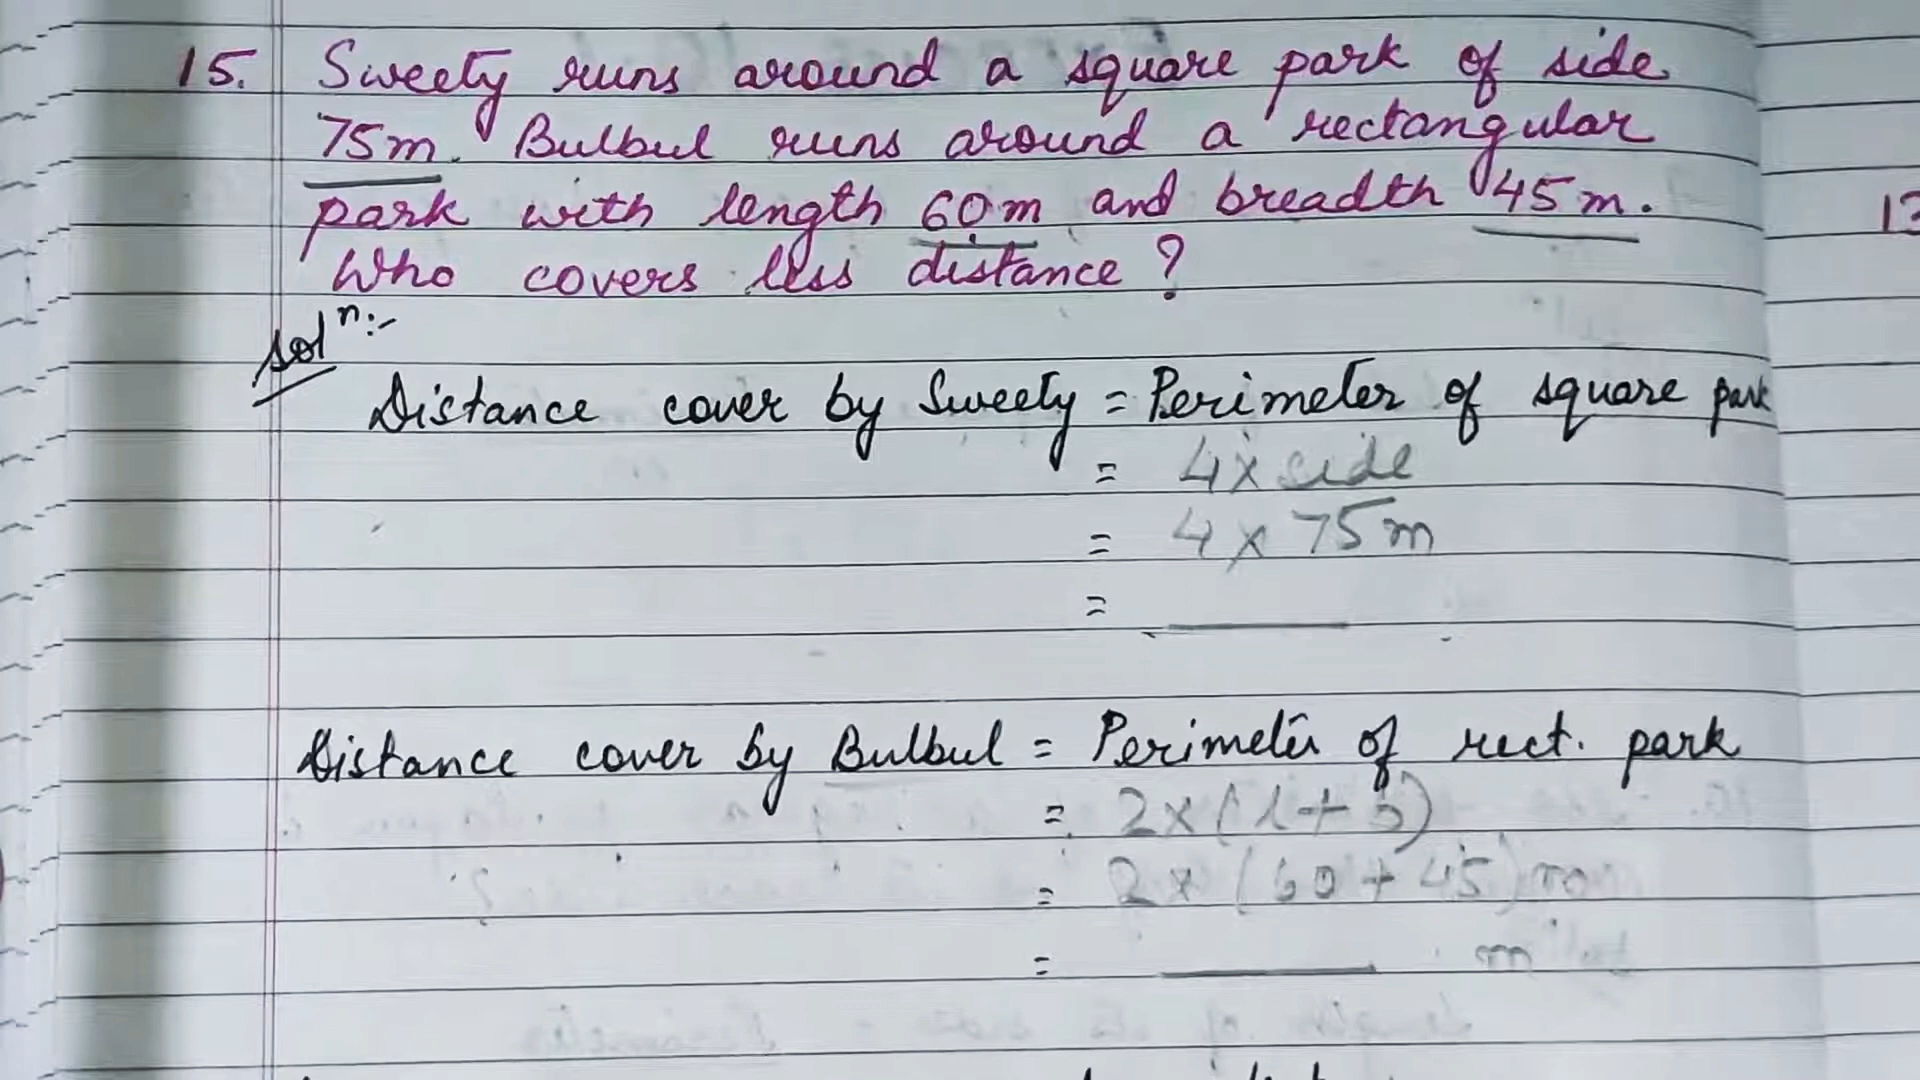 15. Sweety runs around a square park of side
75m. Bulbul runs around a rectangular
park with length 60m and breadth 45m.
Who covers less distance?
Solⁿ:-
Distance cover by Sweety = Perimeter of square park
= 4×side
= 4×75m
=
Distance cover by Bulbul = Perimeter of rect. park
= 2×(l+b)
= 2×(60+45)
= m
13